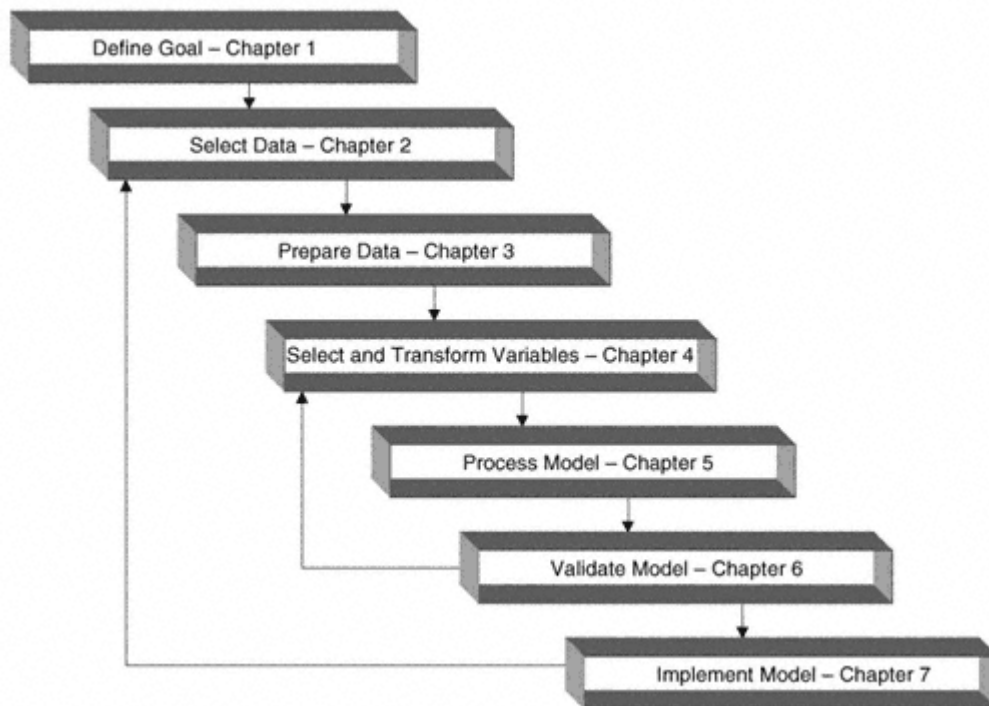 Define Goal – Chapter 1
Select Data – Chapter 2
Prepare Data – Chapter 3
Select and Transform Variables – Chapter 4
Process Model – Chapter 5
Validate Model – Chapter 6
Implement Model – Chapter 7